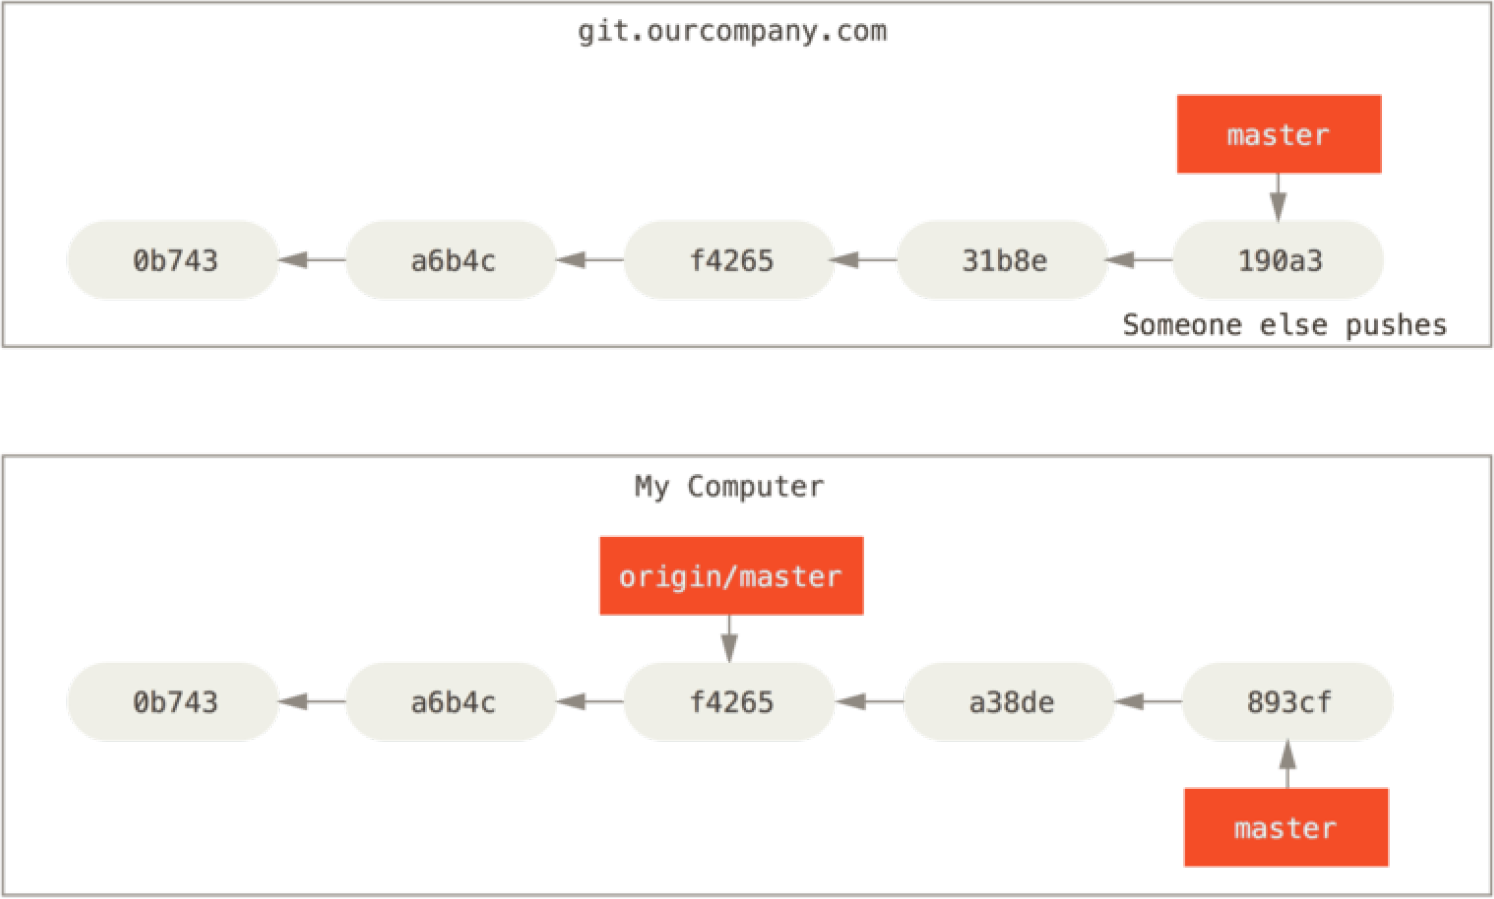 git.ourcompany.com
master
0b743 a6b4c f4265 31b8e 190a3
Someone else pushes
My Computer
origin/master
0b743 a6b4c f4265 a38de 893cf
master